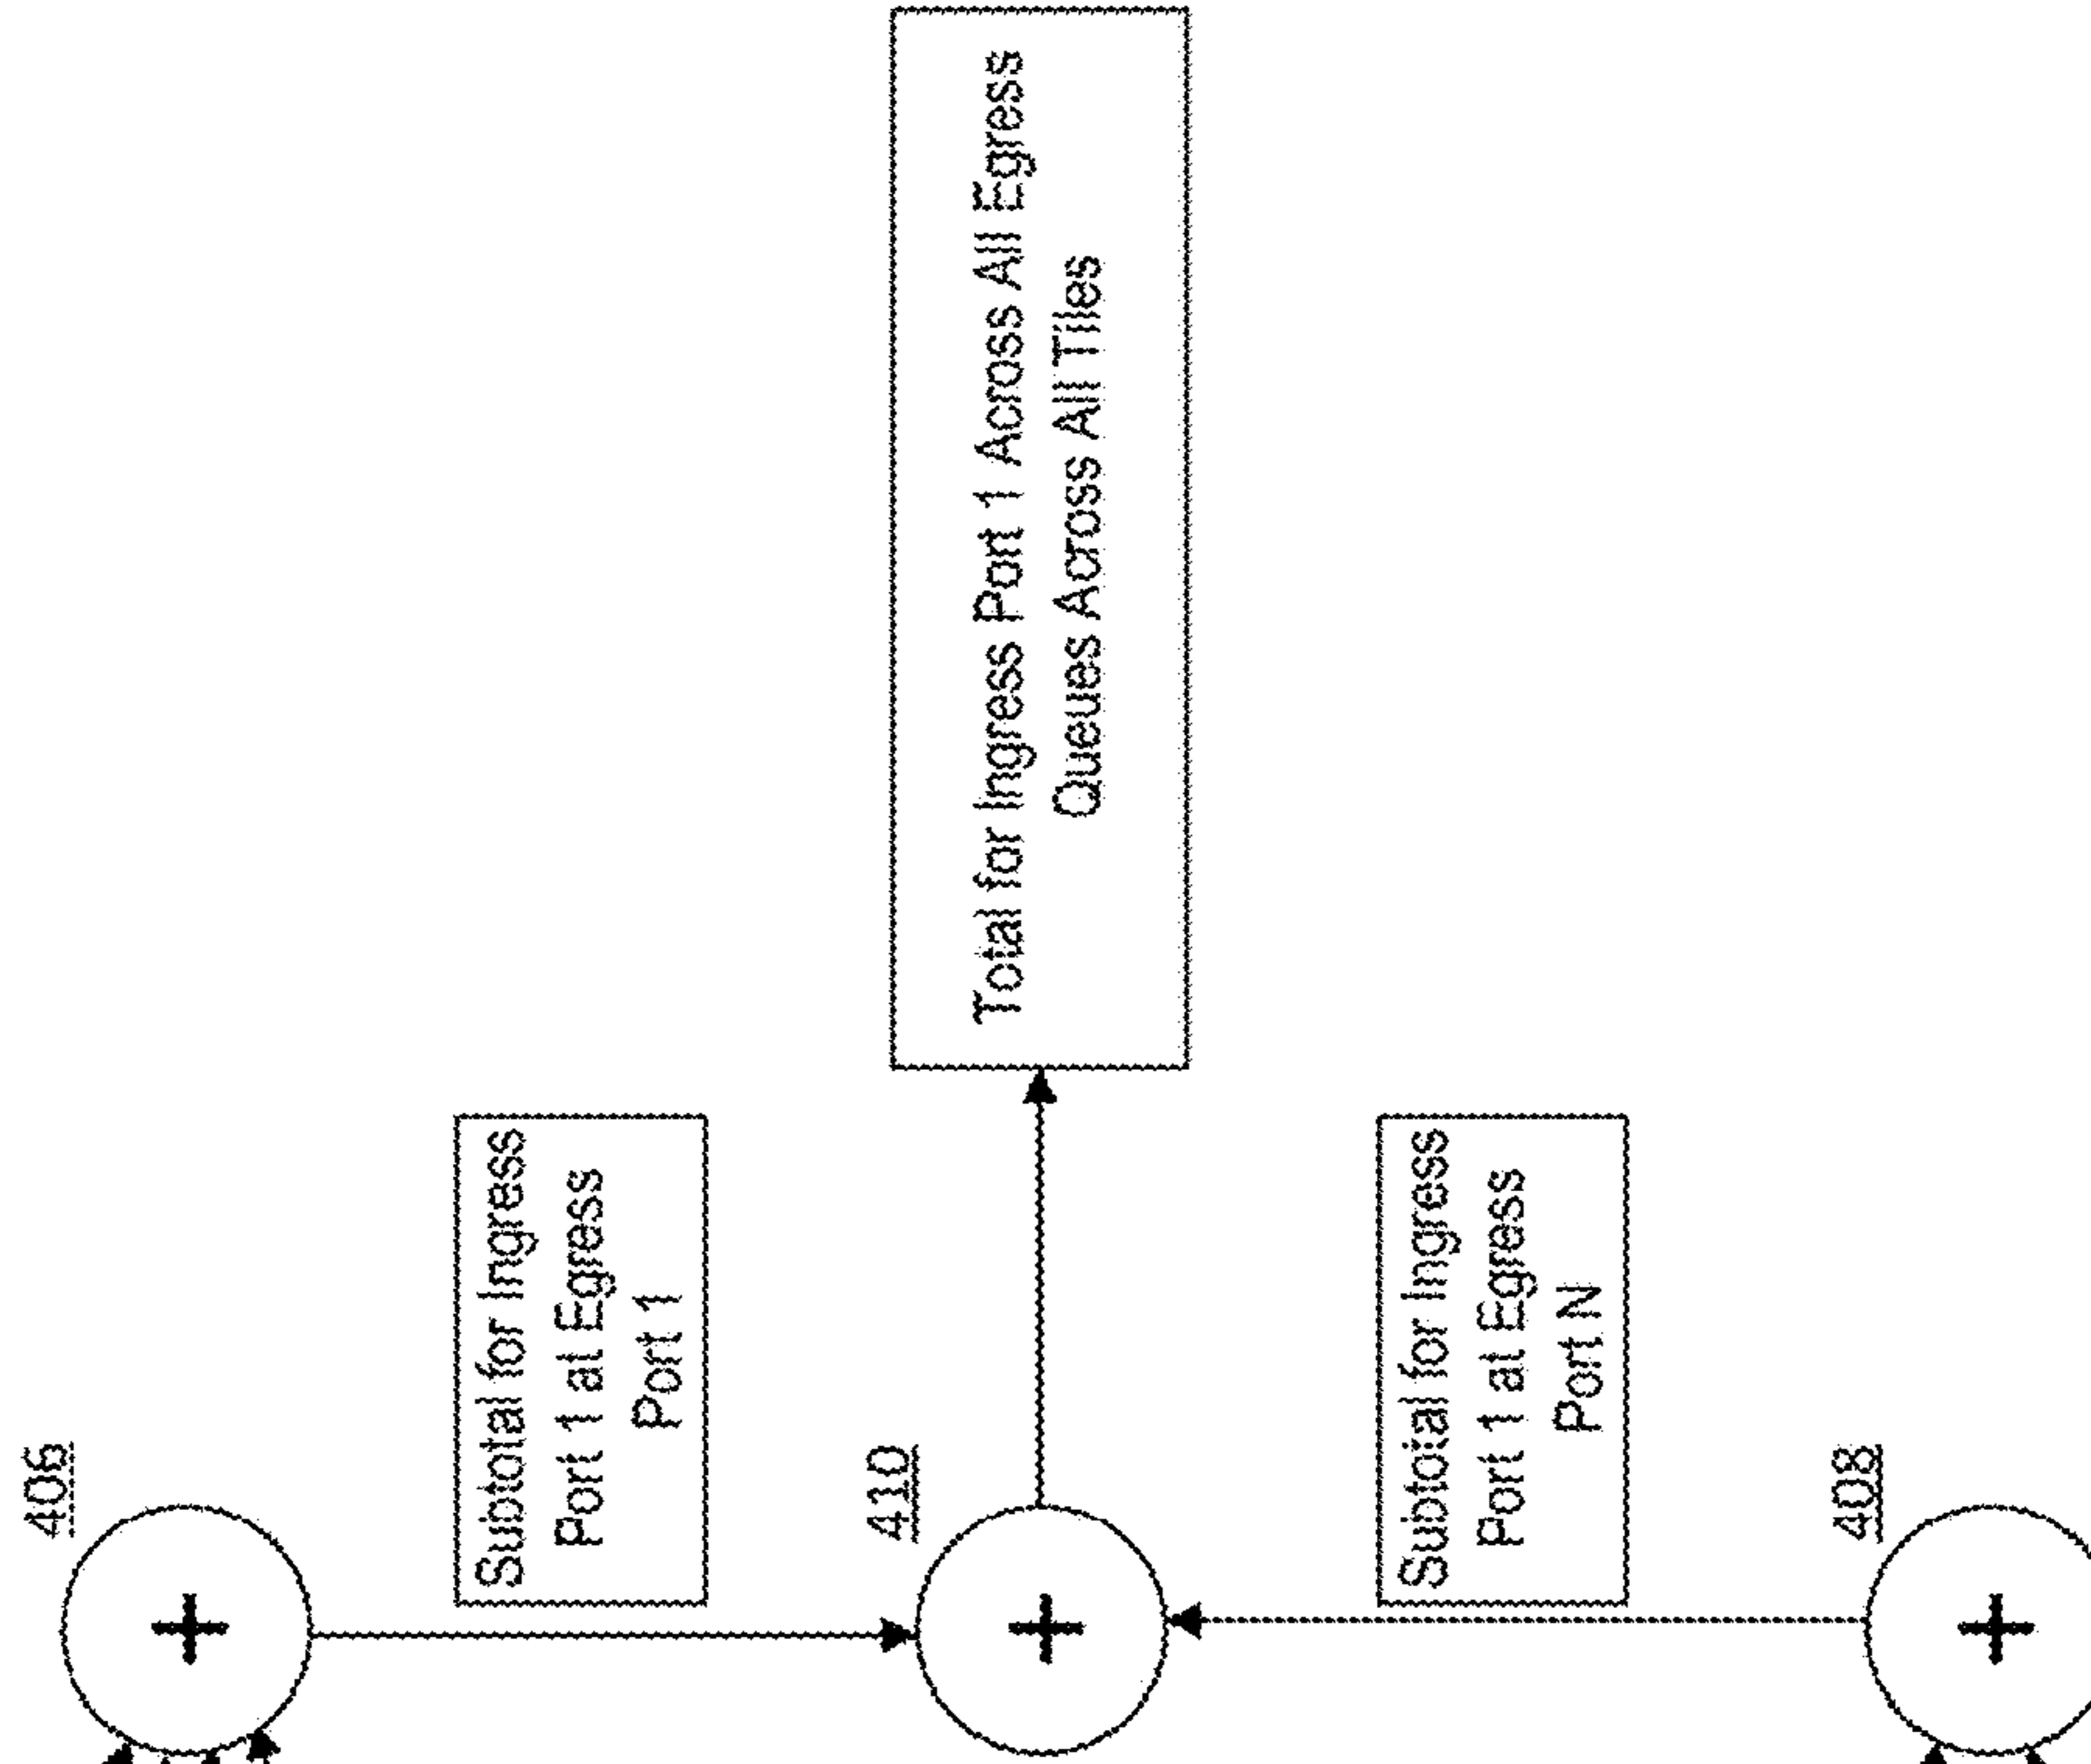 406
Subtotal for Ingress
Port 1 at Egress
Port 1
410
Total for Ingress Port 1 Across All Egress
Queues Across All Tiles
Subtotal for Ingress
Port 1 at Egress
Port N
408